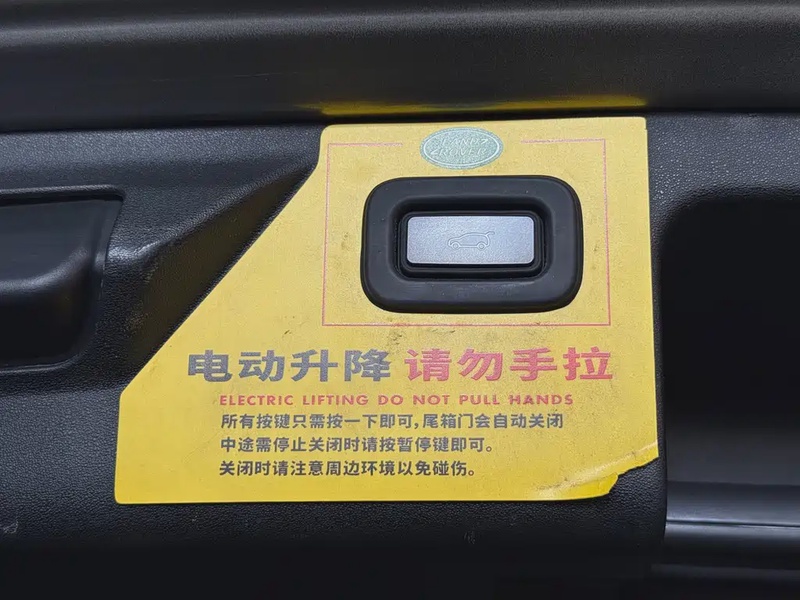 电动升降 请勿手拉
ELECTRIC LIFTING DO NOT PULL HANDS
所有按键只需按一下即可,尾箱门会自动关闭
中途需停止关闭时请按暂停键即可。
关闭时请注意周边环境以免碰伤。